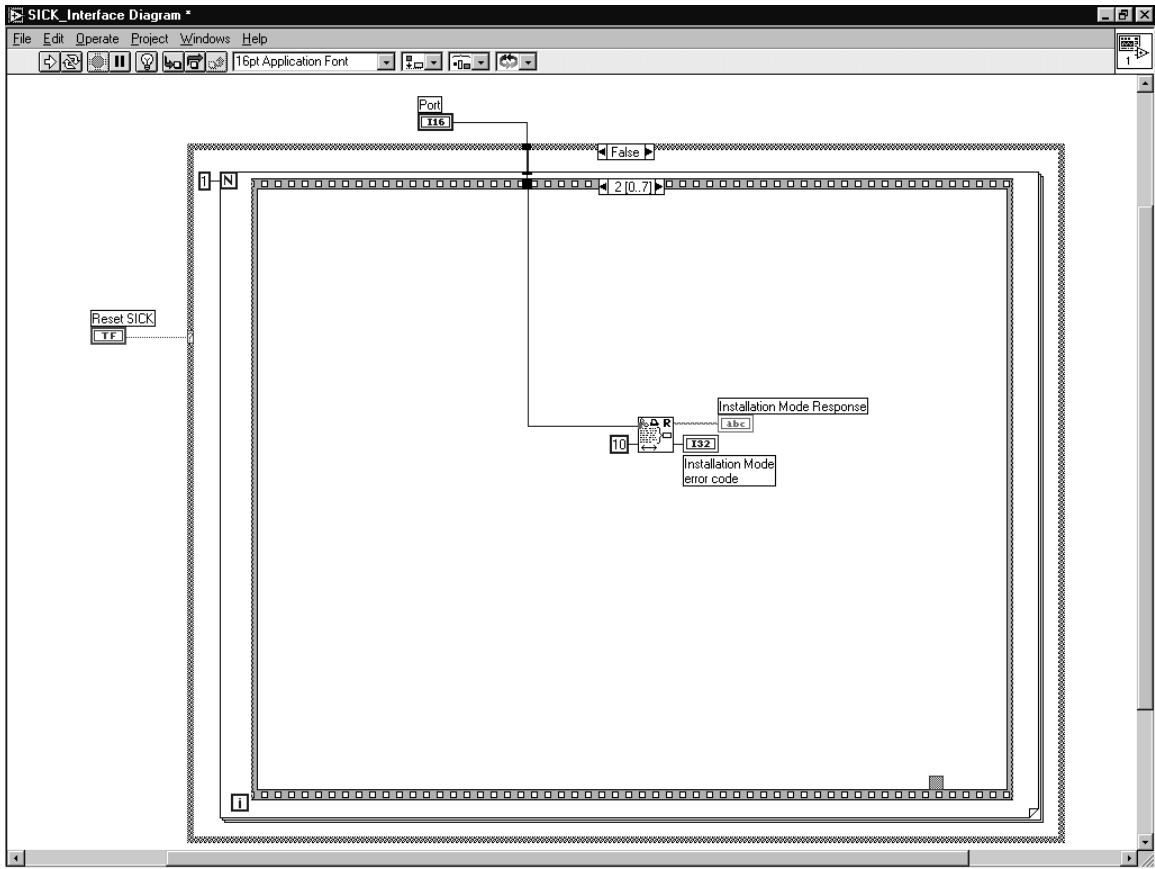 SICK_Interface Diagram *
File Edit Operate Project Windows Help
16pt Application Font
1
Port
I16
False
1 N
2 [0..7]
Reset SICK
TF
Installation Mode Response
R
abc
10
I32
Installation Mode
error code
i